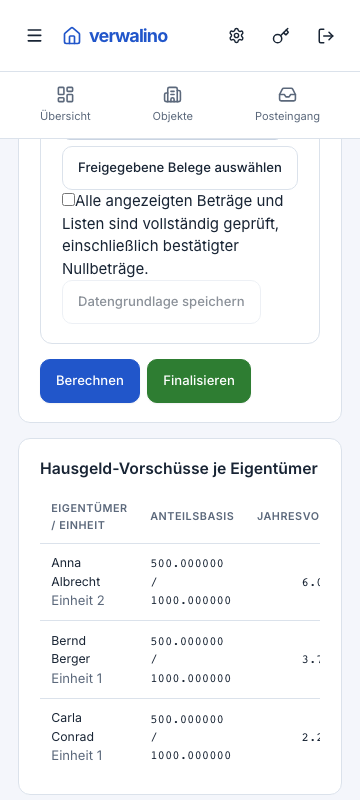 verwalino
Übersicht
Objekte
Posteingang
Freigegebene Belege auswählen
Alle angezeigten Beträge und
Listen sind vollständig geprüft,
einschließlich bestätigter
Nullbeträge.
Datengrundlage speichern
Berechnen
Finalisieren
Hausgeld-Vorschüsse je Eigentümer
EIGENTÜMER
/ EINHEIT
ANTEILSBASIS
Anna
Albrecht
Einheit 2
500.000000
/
1000.000000
Bernd
Berger
Einheit 1
500.000000
/
1000.000000
Carla
Conrad
Einheit 1
500.000000
/
1000.000000